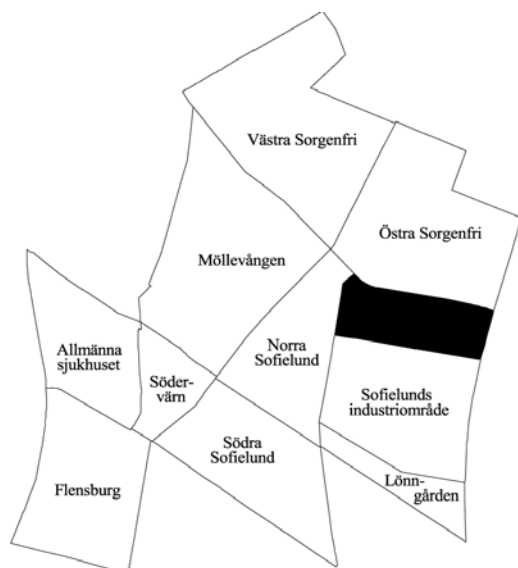 Västra Sorgenfri
Östra Sorgenfri
Möllevången
Allmänna
sjukhuset
Söder-
värn
Norra
Sofielund
Sofielunds
industriområde
Södra
Sofielund
Lönn-
gården
Flensburg